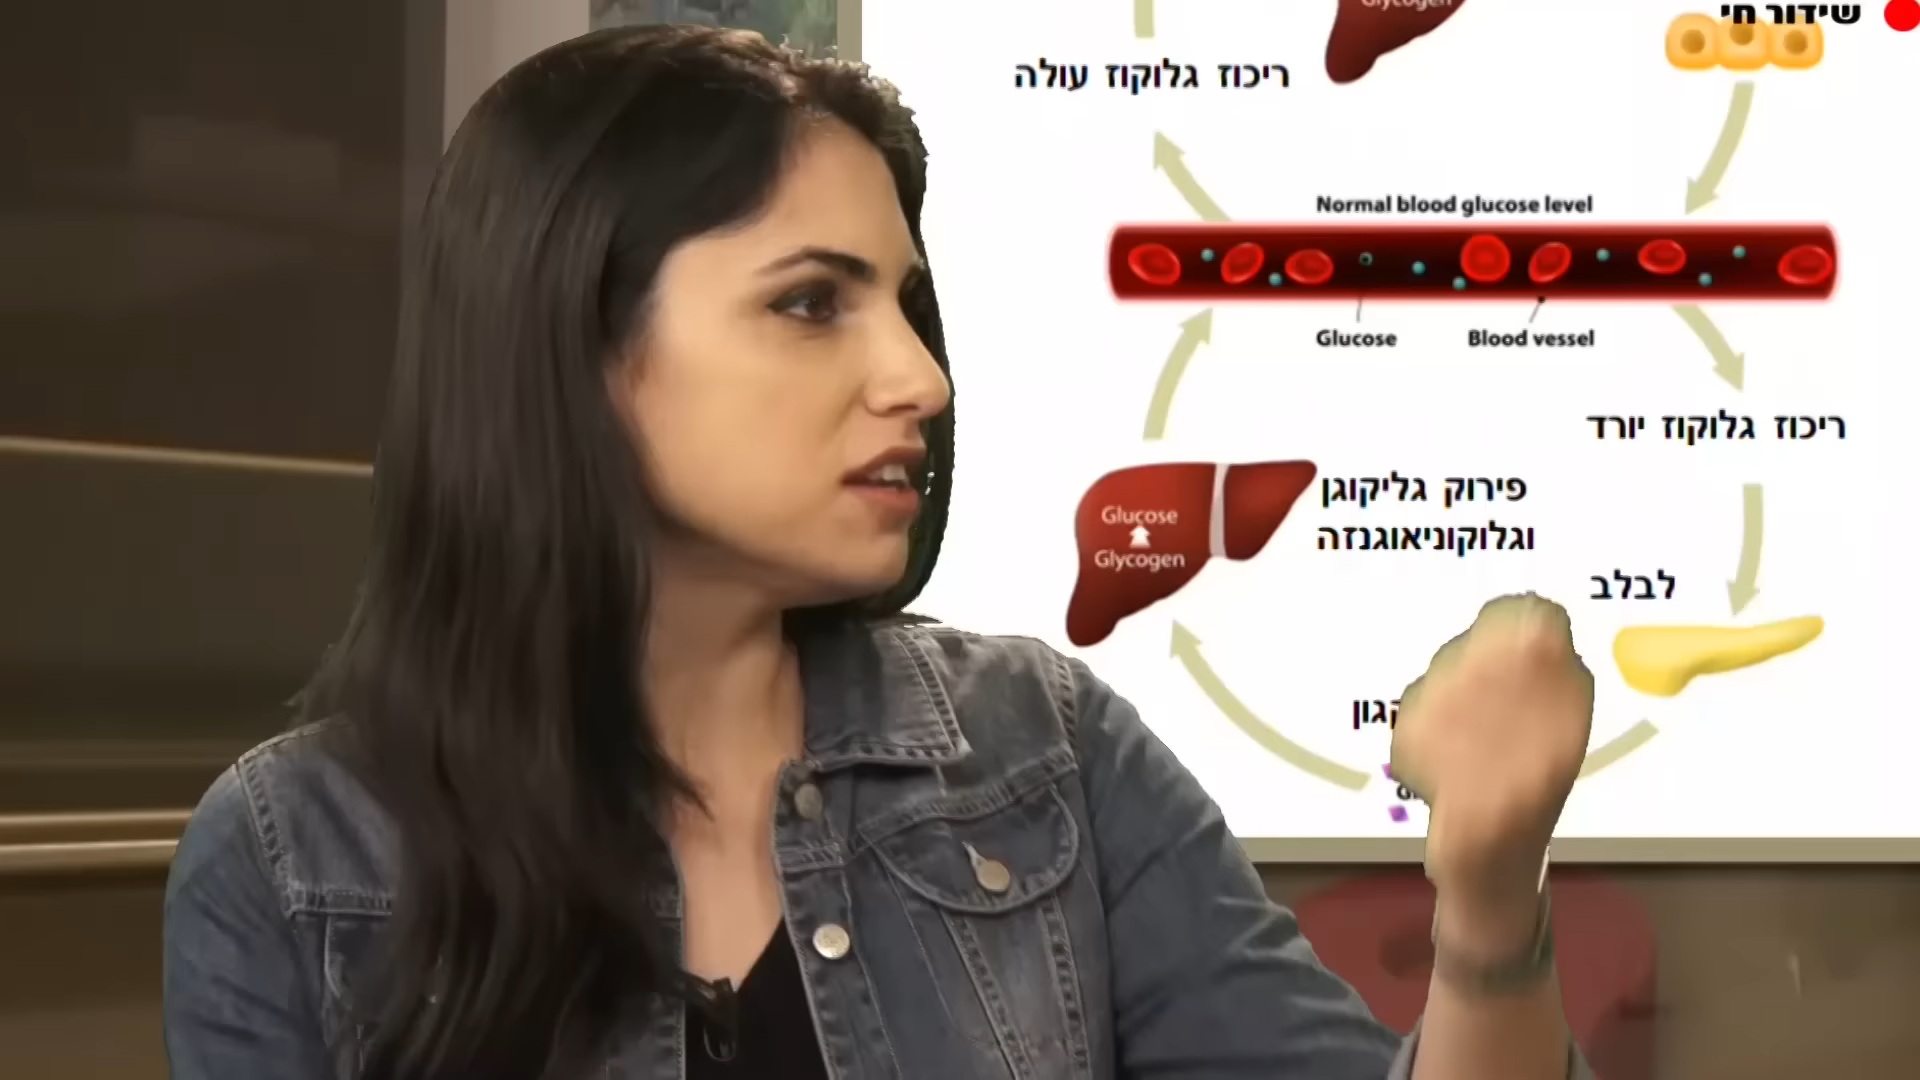 שידור חי
ריכוז גלוקוז עולה
Normal blood glucose level
Glucose
Blood vessel
ריכוז גלוקוז יורד
פירוק גליקוגן
וגלוקוניאוגנזה
Glucose
Glycogen
לבלב